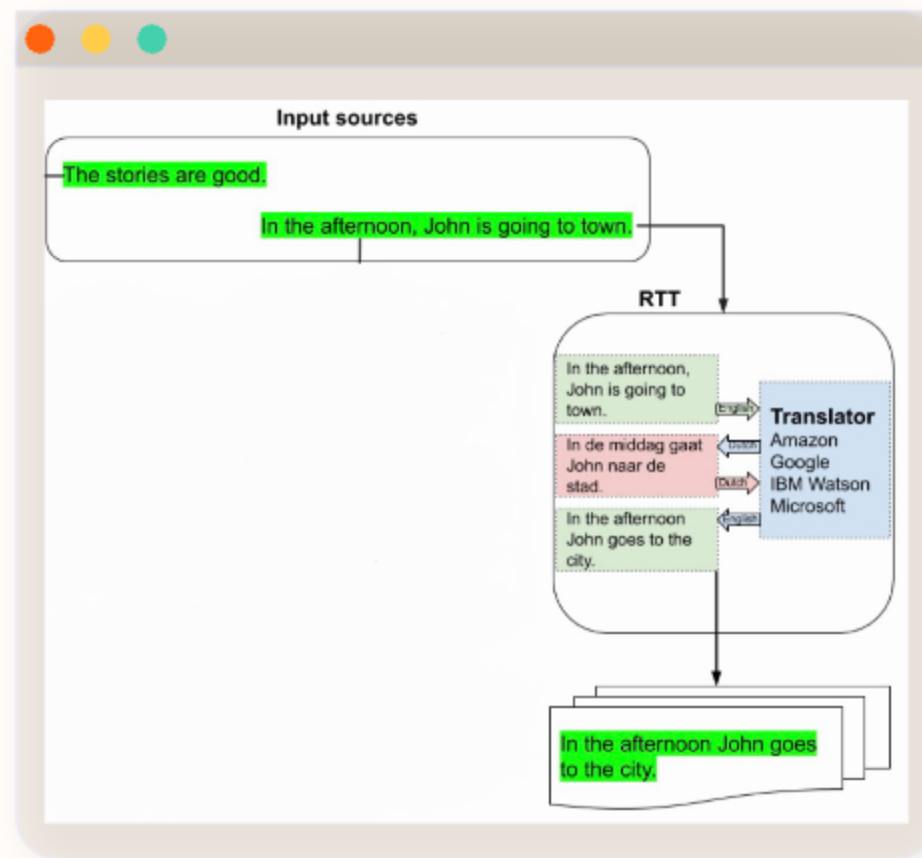 Input sources
The stories are good.
In the afternoon, John is going to town.
RTT
In the afternoon,
John is going to
town.
English
Translator
Amazon
Google
IBM Watson
Microsoft
Dutch
In de middag gaat
John naar de
stad.
Dutch
English
In the afternoon
John goes to the
city.
In the afternoon John goes
to the city.